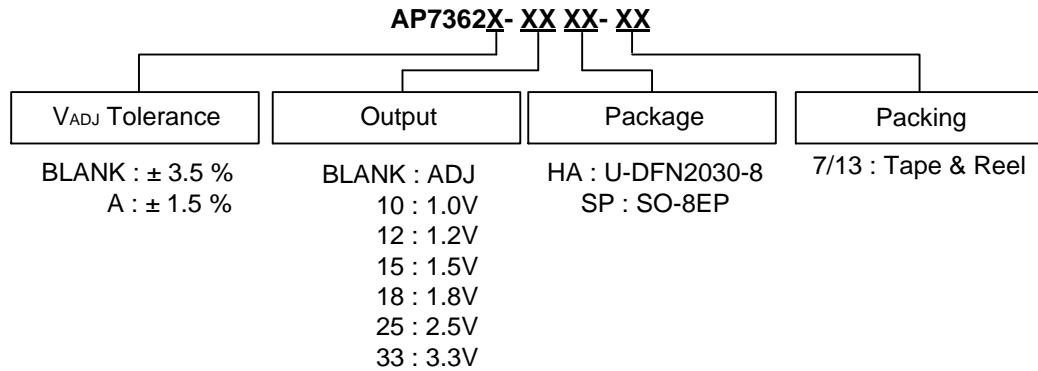 AP7362X- XX XX- XX
VADJ Tolerance
Output
Package
Packing
BLANK : ± 3.5 %
A : ± 1.5 %
BLANK : ADJ
10 : 1.0V
12 : 1.2V
15 : 1.5V
18 : 1.8V
25 : 2.5V
33 : 3.3V
HA : U-DFN2030-8
SP : SO-8EP
7/13 : Tape & Reel